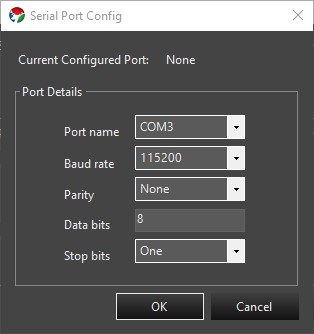 Serial Port Config
Current Configured Port: None
Port Details
Port name COM3
Baud rate 115200
Parity None
Data bits 8
Stop bits One
OK Cancel